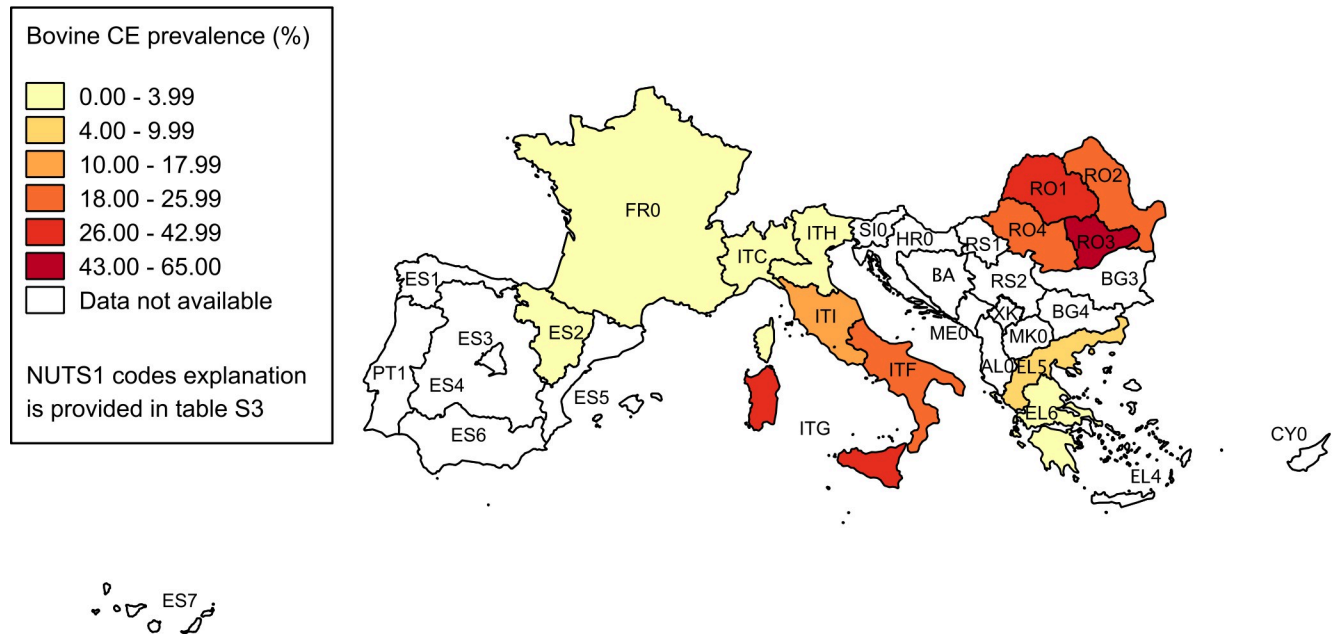 Bovine CE prevalence (%)
0.00 - 3.99
4.00 - 9.99
10.00 - 17.99
18.00 - 25.99
26.00 - 42.99
43.00 - 65.00
Data not available
NUTS1 codes explanation
is provided in table S3
FR0
ITC
ITH
SI0
HR0
RS1
RO1
RO2
RO4
RO3
BA
RS2
BG3
ES1
ES2
ES3
ES4
PT1
ES5
ES6
ITI
ITF
ITG
ME0
XK
BG4
MK0
AL0
EL5
EL6
EL4
CY0
ES7